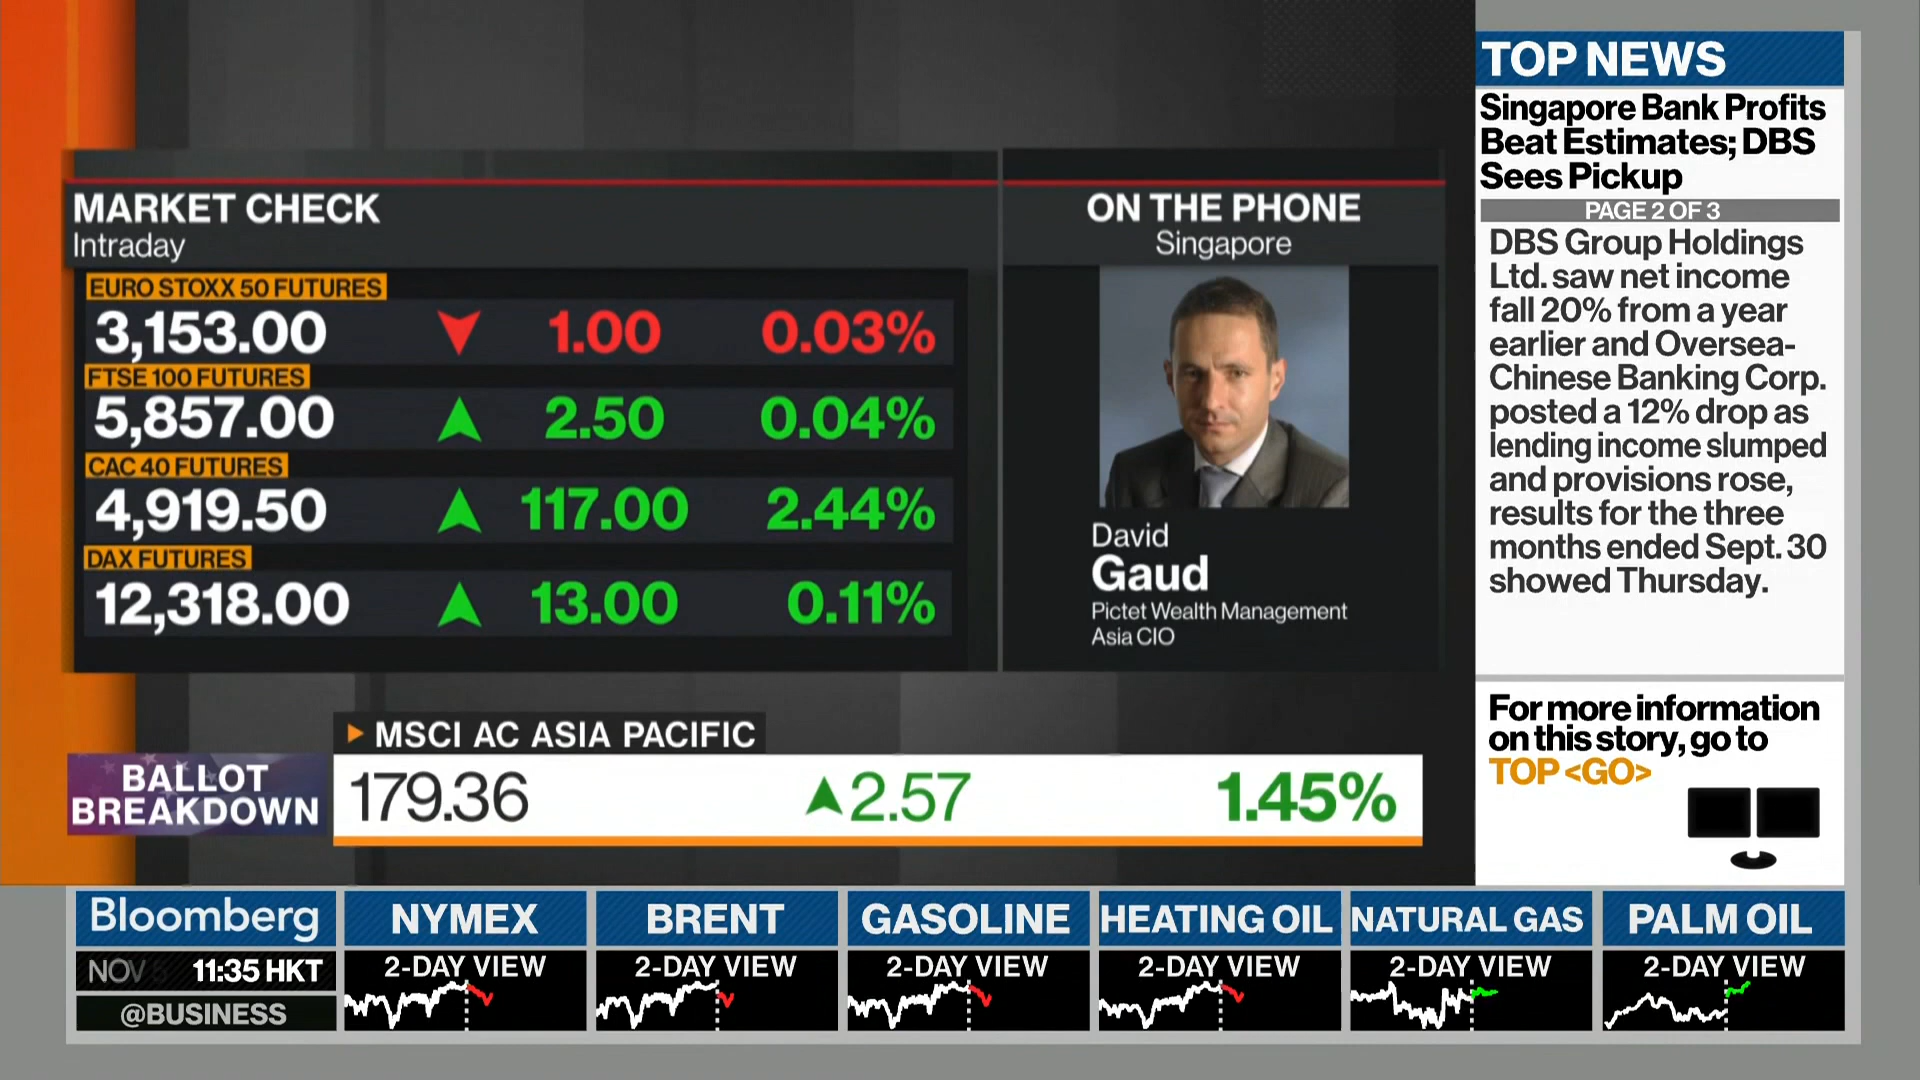 TOP NEWS
Singapore Bank Profits
Beat Estimates; DBS
Sees Pickup
PAGE 2 OF 3
DBS Group Holdings
Ltd. saw net income
fall 20% from a year
earlier and Oversea-
Chinese Banking Corp.
posted a 12% drop as
lending income slumped
and provisions rose,
results for the three
months ended Sept. 30
showed Thursday.
For more information
on this story, go to
TOP <GO>
MARKET CHECK
Intraday
EURO STOXX 50 FUTURES
3,153.00 ▼ 1.00 0.03%
FTSE 100 FUTURES
5,857.00 ▲ 2.50 0.04%
CAC 40 FUTURES
4,919.50 ▲ 117.00 2.44%
DAX FUTURES
12,318.00 ▲ 13.00 0.11%
ON THE PHONE
Singapore
David
Gaud
Pictet Wealth Management
Asia CIO
MSCI AC ASIA PACIFIC
BALLOT
BREAKDOWN
179.36 ▲2.57 1.45%
Bloomberg
NOV 5 11:35 HKT
@BUSINESS
NYMEX
2-DAY VIEW
BRENT
2-DAY VIEW
GASOLINE
2-DAY VIEW
HEATING OIL
2-DAY VIEW
NATURAL GAS
2-DAY VIEW
PALM OIL
2-DAY VIEW